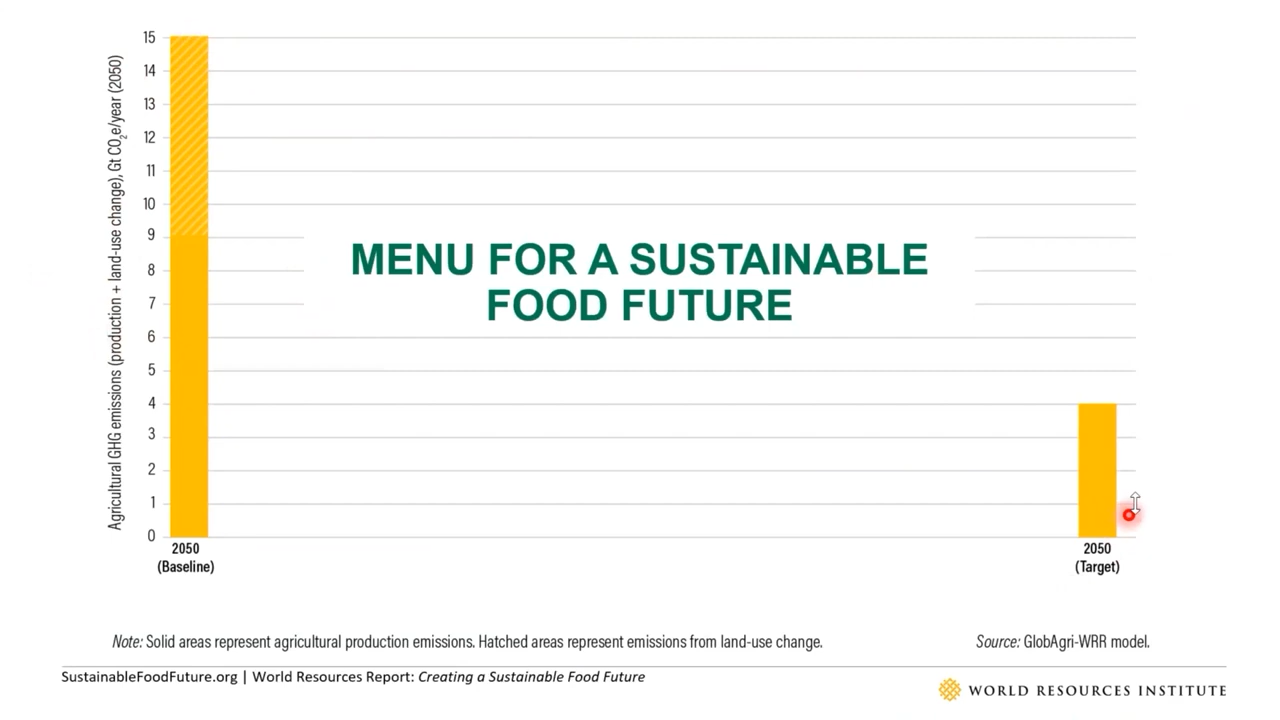 15
14
13
12
11
10
9
8
7
6
5
4
3
2
1
0
Agricultural GHG emissions (production + land-use change), Gt CO2e/year (2050)
MENU FOR A SUSTAINABLE
FOOD FUTURE
2050
(Baseline)
2050
(Target)
Note: Solid areas represent agricultural production emissions. Hatched areas represent emissions from land-use change.
Source: GlobAgri-WRR model.
SustainableFoodFuture.org | World Resources Report: Creating a Sustainable Food Future
WORLD RESOURCES INSTITUTE